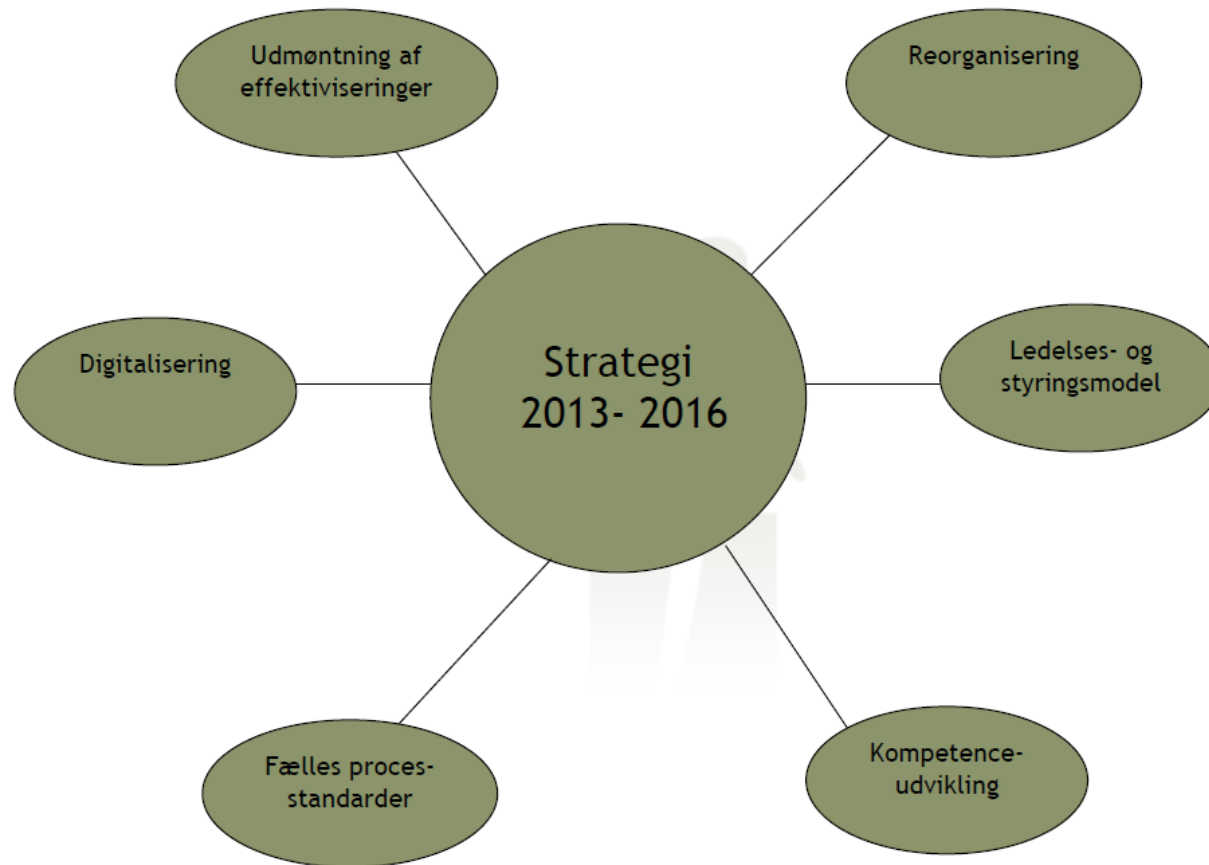 Udmøntning af
effektiviseringer
Reorganisering
Digitalisering
Strategi
2013- 2016
Ledelses- og
styringsmodel
Fælles proces-
standarder
Kompetence-
udvikling